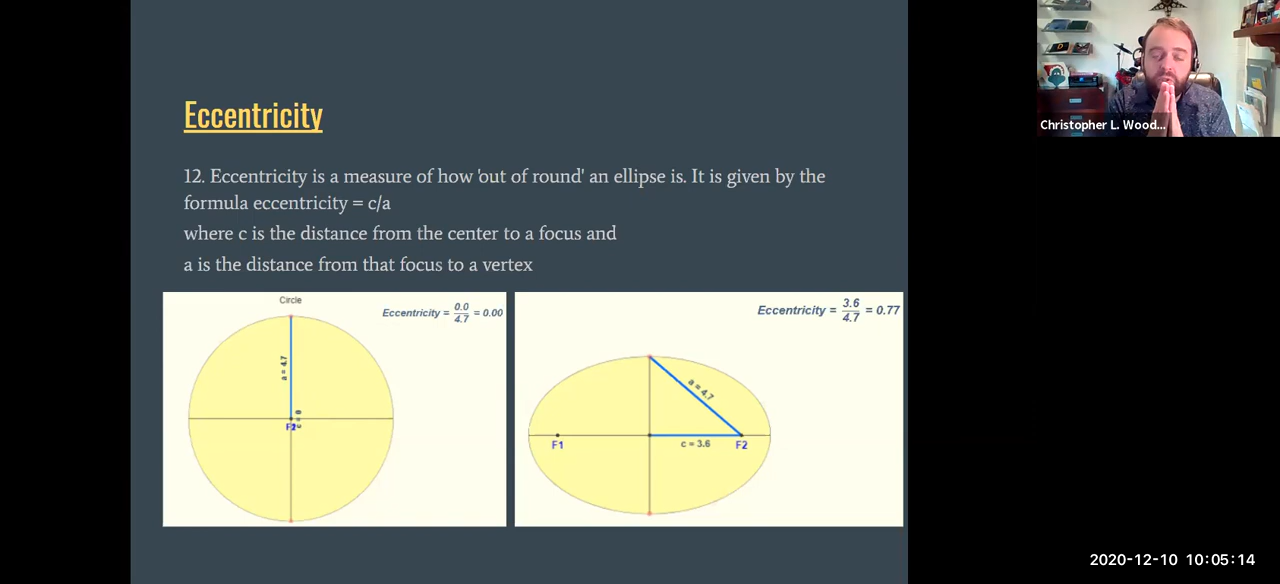 Eccentricity
12. Eccentricity is a measure of how 'out of round' an ellipse is. It is given by the
formula eccentricity = c/a
where c is the distance from the center to a focus and
a is the distance from that focus to a vertex
Circle
Eccentricity = 0.0/4.7 = 0.00
a = 4.7
c = 0
Eccentricity = 3.6/4.7 = 0.77
a = 4.7
F1
c = 3.6
F2
Christopher L. Wood...
2020-12-10 10:05:14